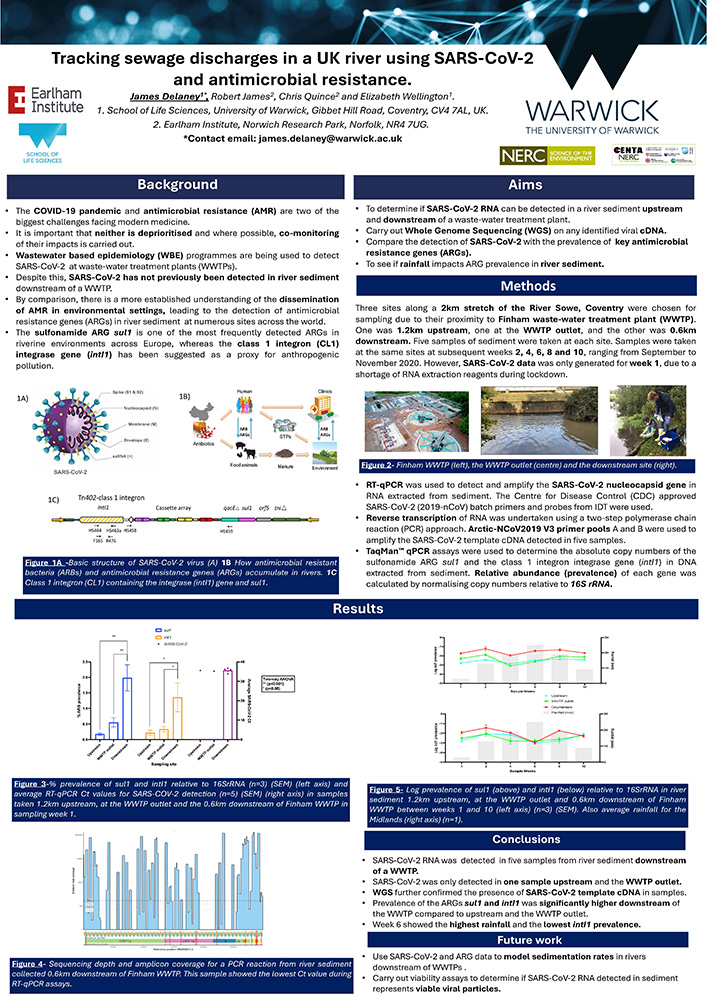 Tracking sewage discharges in a UK river using SARS-CoV-2
and antimicrobial resistance.
James Delaney¹*, Robert James², Chris Quince² and Elizabeth Wellington¹.
1. School of Life Sciences, University of Warwick, Gibbet Hill Road, Coventry, CV4 7AL, UK.
2. Earlham Institute, Norwich Research Park, Norfolk, NR4 7UG.
*Contact email: james.delaney@warwick.ac.uk
Earlham
Institute
SCHOOL OF
LIFE SCIENCES
WARWICK
THE UNIVERSITY OF WARWICK
NERC SCIENCE OF THE
ENVIRONMENT
CENTA
NERC
Background
• The COVID-19 pandemic and antimicrobial resistance (AMR) are two of the
biggest challenges facing modern medicine.
• It is important that neither is deprioritised and where possible, co-monitoring
of their impacts is carried out.
• Wastewater based epidemiology (WBE) programmes are being used to detect
SARS-CoV-2 at waste-water treatment plants (WWTPs).
• Despite this, SARS-CoV-2 has not previously been detected in river sediment
downstream of a WWTP.
• By comparison, there is a more established understanding of the dissemination
of AMR in environmental settings, leading to the detection of antimicrobial
resistance genes (ARGs) in river sediment at numerous sites across the world.
• The sulfonamide ARG sul1 is one of the most frequently detected ARGs in
riverine environments across Europe, whereas the class 1 integron (CL1)
integrase gene (intI1) has been suggested as a proxy for anthropogenic
pollution.
1A)
Spike (S1 & S2)
Nucleocapsid (N)
Membrane (M)
Envelope (E)
ssRNA (+)
SARS-CoV-2
1B)
Human
Clinics
Antibiotics
ARB
ARGs
STPs
ARB
ARGs
Food animals
Manure
Environment
1C)
Tn402-class 1 integron
intI1
Cassette array
qacEΔ sul1 orf5 tniΔ
HS464
HS463a
HS458
F165
RK76
HS459
Figure 1A -Basic structure of SARS-CoV-2 virus (A) 1B How antimicrobial resistant
bacteria (ARBs) and antimicrobial resistance genes (ARGs) accumulate in rivers. 1C
Class 1 integron (CL1) containing the integrase (intI1) gene and sul1.
Aims
• To determine if SARS-CoV-2 RNA can be detected in a river sediment upstream
and downstream of a waste-water treatment plant.
• Carry out Whole Genome Sequencing (WGS) on any identified viral cDNA.
• Compare the detection of SARS-CoV-2 with the prevalence of key antimicrobial
resistance genes (ARGs).
• To see if rainfall impacts ARG prevalence in river sediment.
Methods
Three sites along a 2km stretch of the River Sowe, Coventry were chosen for
sampling due to their proximity to Finham waste-water treatment plant (WWTP).
One was 1.2km upstream, one at the WWTP outlet, and the other was 0.6km
downstream. Five samples of sediment were taken at each site. Samples were taken
at the same sites at subsequent weeks 2, 4, 6, 8 and 10, ranging from September to
November 2020. However, SARS-CoV-2 data was only generated for week 1, due to a
shortage of RNA extraction reagents during lockdown.
Figure 2- Finham WWTP (left), the WWTP outlet (centre) and the downstream site (right).
• RT-qPCR was used to detect and amplify the SARS-CoV-2 nucleocapsid gene in
RNA extracted from sediment. The Centre for Disease Control (CDC) approved
SARS-CoV-2 (2019-nCoV) batch primers and probes from IDT were used.
• Reverse transcription of RNA was undertaken using a two-step polymerase chain
reaction (PCR) approach. Arctic-NCoV2019 V3 primer pools A and B were used to
amplify the SARS-CoV-2 template cDNA detected in five samples.
• TaqMan™ qPCR assays were used to determine the absolute copy numbers of the
sulfonamide ARG sul1 and the class 1 integron integrase gene (intI1) in DNA
extracted from sediment. Relative abundance (prevalence) of each gene was
calculated by normalising copy numbers relative to 16S rRNA.
Results
sul1
intI1
SARS-CoV-2
% ARG prevalence
Average SARS-CoV-2 Ct
Upstream
WWTP outlet
Downstream
Upstream
WWTP outlet
Downstream
Upstream
WWTP outlet
Downstream
Sampling site
Two-way ANOVA
** (p<0.001)
* (p<0.05)
Figure 3-% prevalence of sul1 and intI1 relative to 16SrRNA (n=3) (SEM) (left axis) and
average RT-qPCR Ct values for SARS-COV-2 detection (n=5) (SEM) (right axis) in samples
taken 1.2km upstream, at the WWTP outlet and the 0.6km downstream of Finham WWTP in
sampling week 1.
Figure 4- Sequencing depth and amplicon coverage for a PCR reaction from river sediment
collected 0.6km downstream of Finham WWTP. This sample showed the lowest Ct value during
RT-qPCR assays.
Sample Weeks
Upstream
WWTP outlet
Downstream
Rainfall (mm)
Sample Weeks
Figure 5- Log prevalence of sul1 (above) and intI1 (below) relative to 16SrRNA in river
sediment 1.2km upstream, at the WWTP outlet and 0.6km downstream of Finham
WWTP between weeks 1 and 10 (left axis) (n=3) (SEM). Also average rainfall for the
Midlands (right axis) (n=1).
Conclusions
• SARS-CoV-2 RNA was detected in five samples from river sediment downstream
of a WWTP.
• SARS-CoV-2 was only detected in one sample upstream and the WWTP outlet.
• WGS further confirmed the presence of SARS-CoV-2 template cDNA in samples.
• Prevalence of the ARGs sul1 and intI1 was significantly higher downstream of
the WWTP compared to upstream and the WWTP outlet.
• Week 6 showed the highest rainfall and the lowest intI1 prevalence.
Future work
• Use SARS-CoV-2 and ARG data to model sedimentation rates in rivers
downstream of WWTPs .
• Carry out viability assays to determine if SARS-CoV-2 RNA detected in sediment
represents viable viral particles.